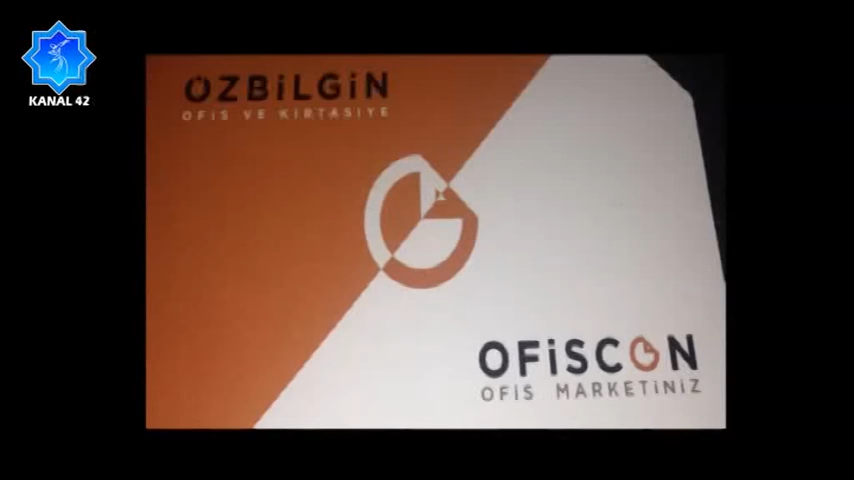 KANAL 42
ÖZBİLGİN
OFİS VE KIRTASİYE
OFİSCON
OFİS MARKETİNİZ